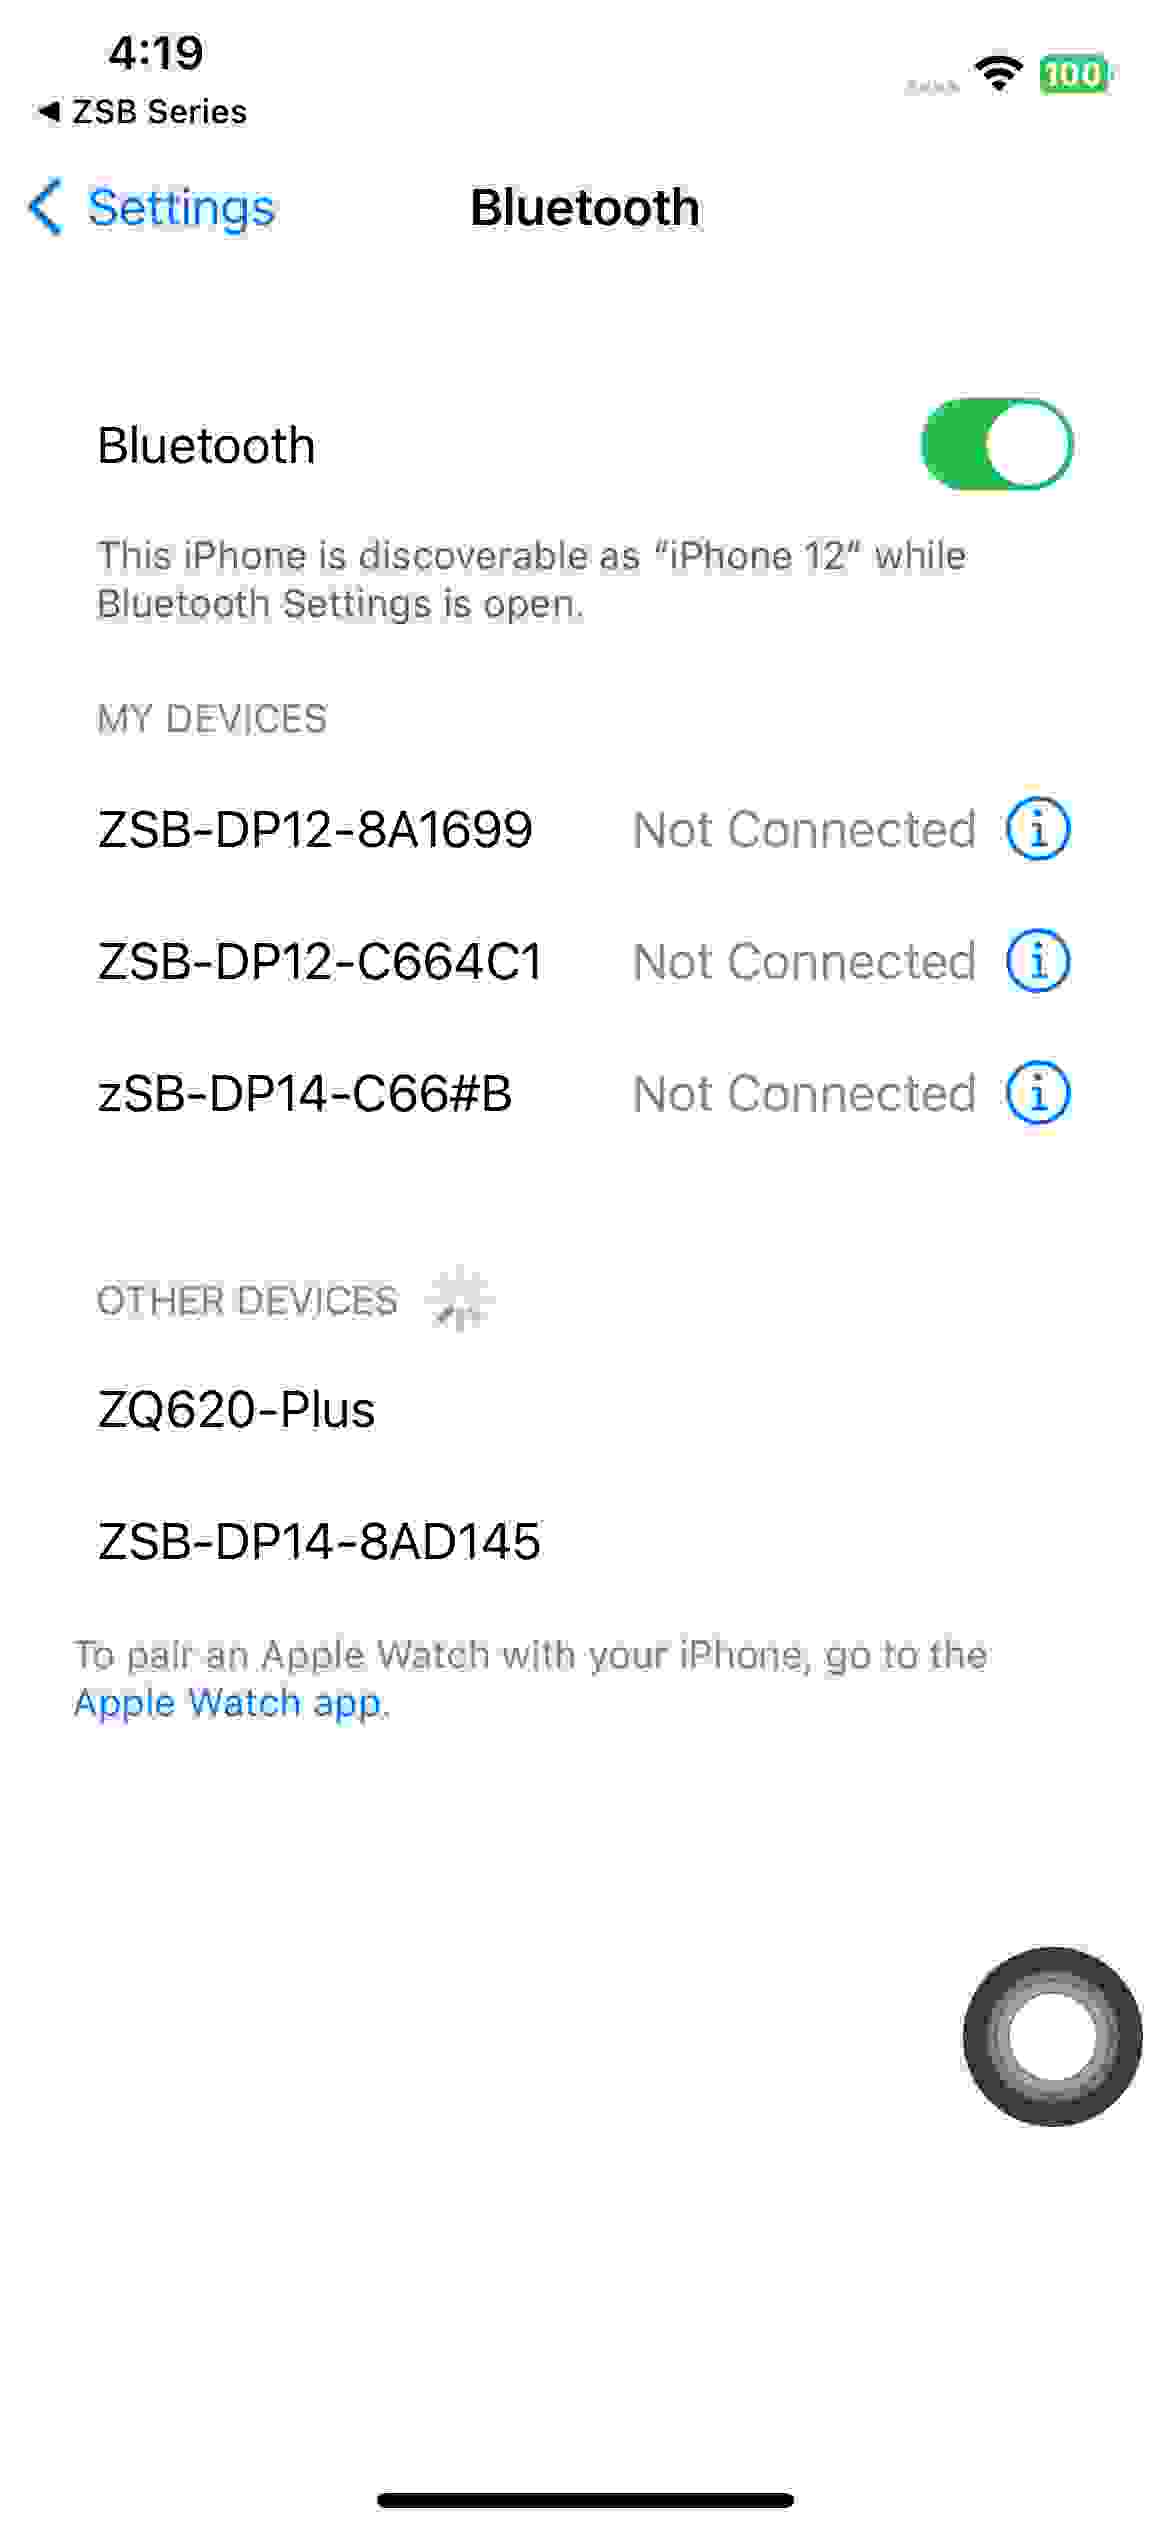 4:19
100
◀ ZSB Series
Settings
Bluetooth
Bluetooth
This iPhone is discoverable as “iPhone 12” while
Bluetooth Settings is open.
MY DEVICES
ZSB-DP12-8A1699 Not Connected
ZSB-DP12-C664C1 Not Connected
zSB-DP14-C66#B Not Connected
OTHER DEVICES
ZQ620-Plus
ZSB-DP14-8AD145
To pair an Apple Watch with your iPhone, go to the
Apple Watch app.